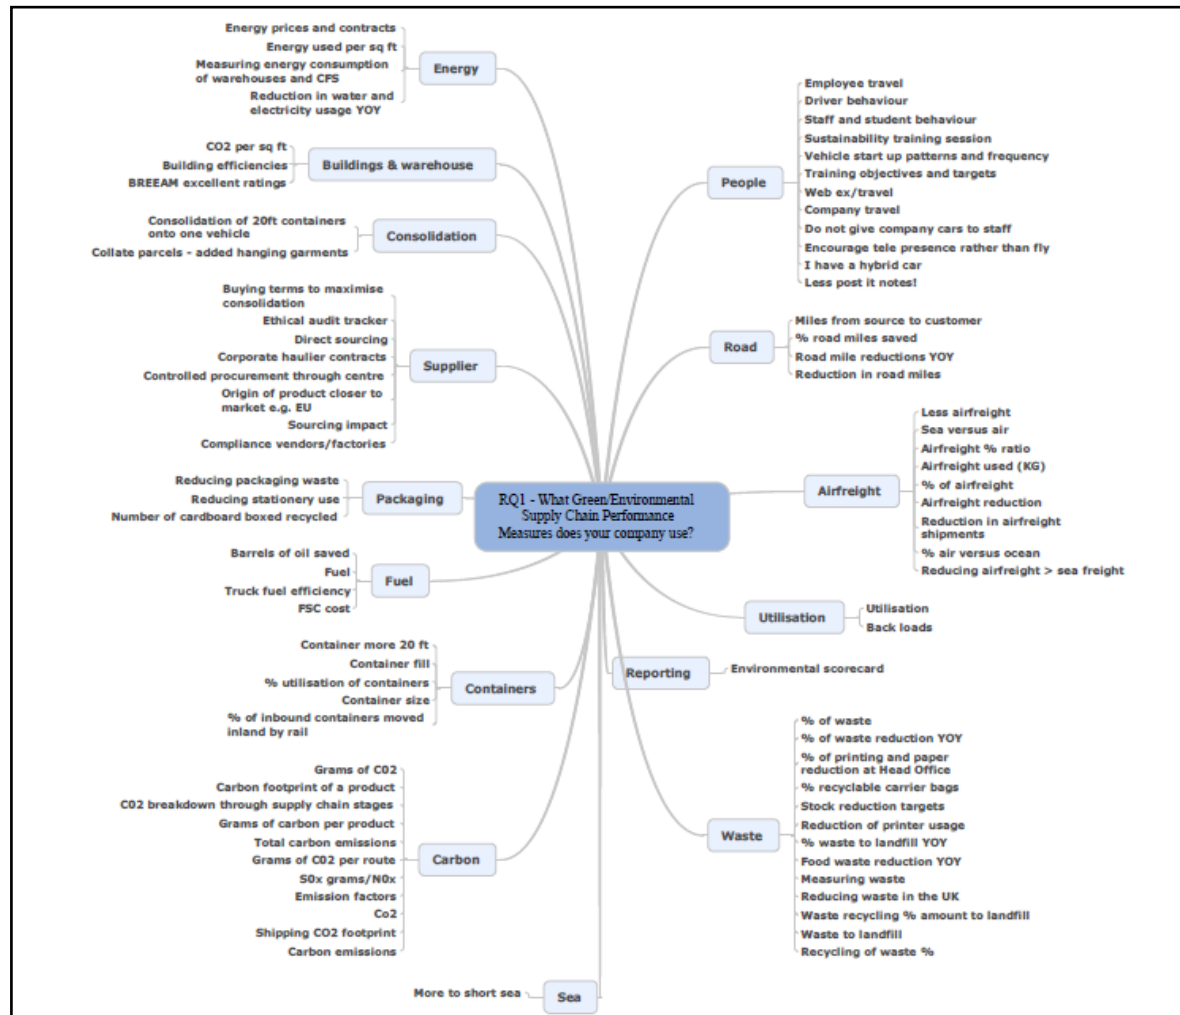 Energy prices and contracts
Energy used per sq ft
Measuring energy consumption
of warehouses and CFS
Reduction in water and
electricity usage YOY
Energy
CO2 per sq ft
Building efficiencies
BREEAM excellent ratings
Buildings & warehouse
Consolidation of 20ft containers
onto one vehicle
Collate parcels - added hanging garments
Consolidation
Buying terms to maximise
consolidation
Ethical audit tracker
Direct sourcing
Corporate haulier contracts
Controlled procurement through centre
Origin of product closer to
market e.g. EU
Sourcing impact
Compliance vendors/factories
Supplier
Reducing packaging waste
Reducing stationery use
Number of cardboard boxed recycled
Packaging
Barrels of oil saved
Fuel
Truck fuel efficiency
FSC cost
Fuel
Container more 20 ft
Container fill
% utilisation of containers
Container size
% of inbound containers moved
inland by rail
Containers
Grams of C02
Carbon footprint of a product
C02 breakdown through supply chain stages
Grams of carbon per product
Total carbon emissions
Grams of C02 per route
S0x grams/N0x
Emission factors
Co2
Shipping CO2 footprint
Carbon emissions
Carbon
More to short sea
Sea
RQ1 - What Green/Environmental
Supply Chain Performance
Measures does your company use?
People
Employee travel
Driver behaviour
Staff and student behaviour
Sustainability training session
Vehicle start up patterns and frequency
Training objectives and targets
Web ex/travel
Company travel
Do not give company cars to staff
Encourage tele presence rather than fly
I have a hybrid car
Less post it notes!
Road
Miles from source to customer
% road miles saved
Road mile reductions YOY
Reduction in road miles
Airfreight
Less airfreight
Sea versus air
Airfreight % ratio
Airfreight used (KG)
% of airfreight
Airfreight reduction
Reduction in airfreight
shipments
% air versus ocean
Reducing airfreight > sea freight
Utilisation
Utilisation
Back loads
Reporting
Environmental scorecard
Waste
% of waste
% of waste reduction YOY
% of printing and paper
reduction at Head Office
% recyclable carrier bags
Stock reduction targets
Reduction of printer usage
% waste to landfill YOY
Food waste reduction YOY
Measuring waste
Reducing waste in the UK
Waste recycling % amount to landfill
Waste to landfill
Recycling of waste %